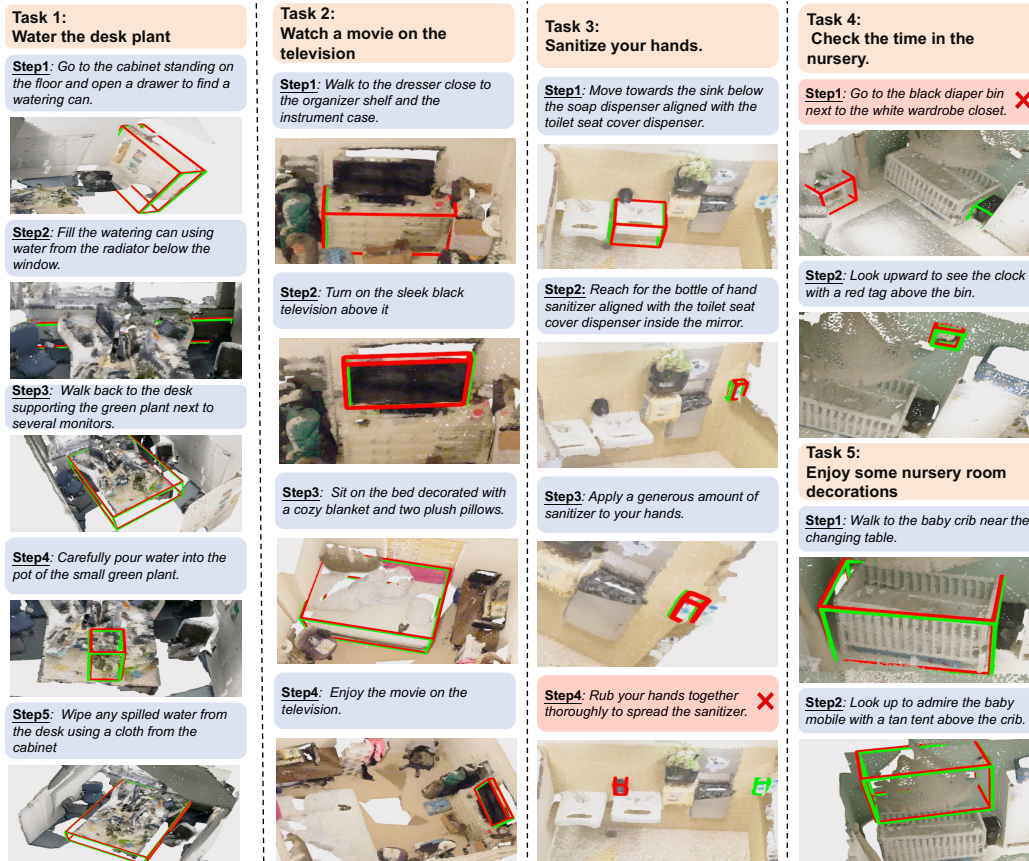 Task 1:
Water the desk plant
Step1: Go to the cabinet standing on
the floor and open a drawer to find a
watering can.
Step2: Fill the watering can using
water from the radiator below the
window.
Step3: Walk back to the desk
supporting the green plant next to
several monitors.
Step4: Carefully pour water into the
pot of the small green plant.
Step5: Wipe any spilled water from
the desk using a cloth from the
cabinet
Task 2:
Watch a movie on the
television
Step1: Walk to the dresser close to
the organizer shelf and the
instrument case.
Step2: Turn on the sleek black
television above it
Step3: Sit on the bed decorated with
a cozy blanket and two plush pillows.
Step4: Enjoy the movie on the
television.
Task 3:
Sanitize your hands.
Step1: Move towards the sink below
the soap dispenser aligned with the
toilet seat cover dispenser.
Step2: Reach for the bottle of hand
sanitizer aligned with the toilet seat
cover dispenser inside the mirror.
Step3: Apply a generous amount of
sanitizer to your hands.
Step4: Rub your hands together
thoroughly to spread the sanitizer.
Task 4:
Check the time in the
nursery.
Step1: Go to the black diaper bin
next to the white wardrobe closet.
Step2: Look upward to see the clock
with a red tag above the bin.
Task 5:
Enjoy some nursery room
decorations
Step1: Walk to the baby crib near the
changing table.
Step2: Look up to admire the baby
mobile with a tan tent above the crib.